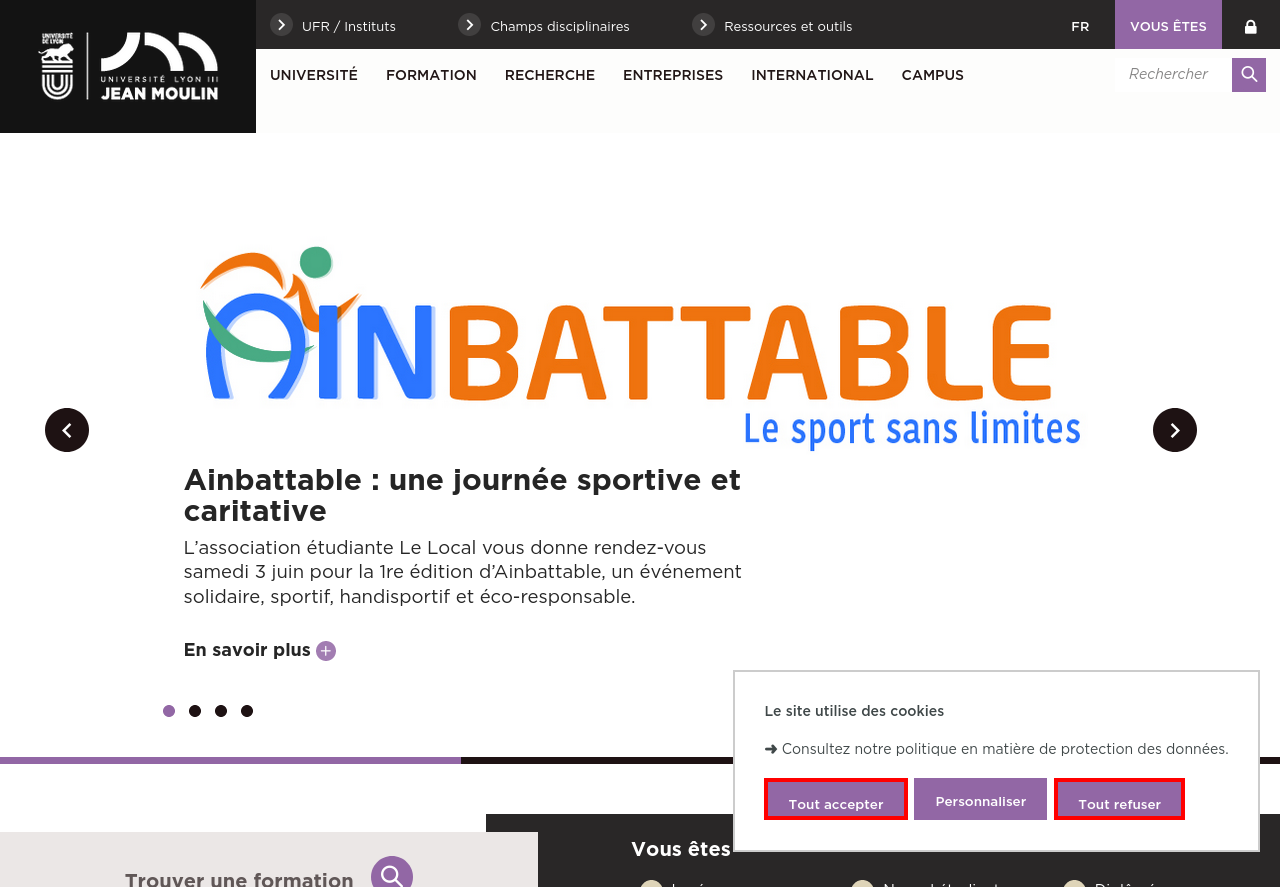 UNIVERSITÉ
DE LYON
UNIVERSITÉ LYON III
JEAN MOULIN
UFR / Instituts
Champs disciplinaires
Ressources et outils
FR
VOUS ÊTES
UNIVERSITÉ
FORMATION
RECHERCHE
ENTREPRISES
INTERNATIONAL
CAMPUS
Rechercher
AINBATTABLE
Le sport sans limites
Ainbattable : une journée sportive et
caritative
L’association étudiante Le Local vous donne rendez-vous
samedi 3 juin pour la 1re édition d’Ainbattable, un événement
solidaire, sportif, handisportif et éco-responsable.
En savoir plus
Le site utilise des cookies
➜ Consultez notre politique en matière de protection des données.
Tout accepter
Personnaliser
Tout refuser
Vous êtes
Trouver une formation